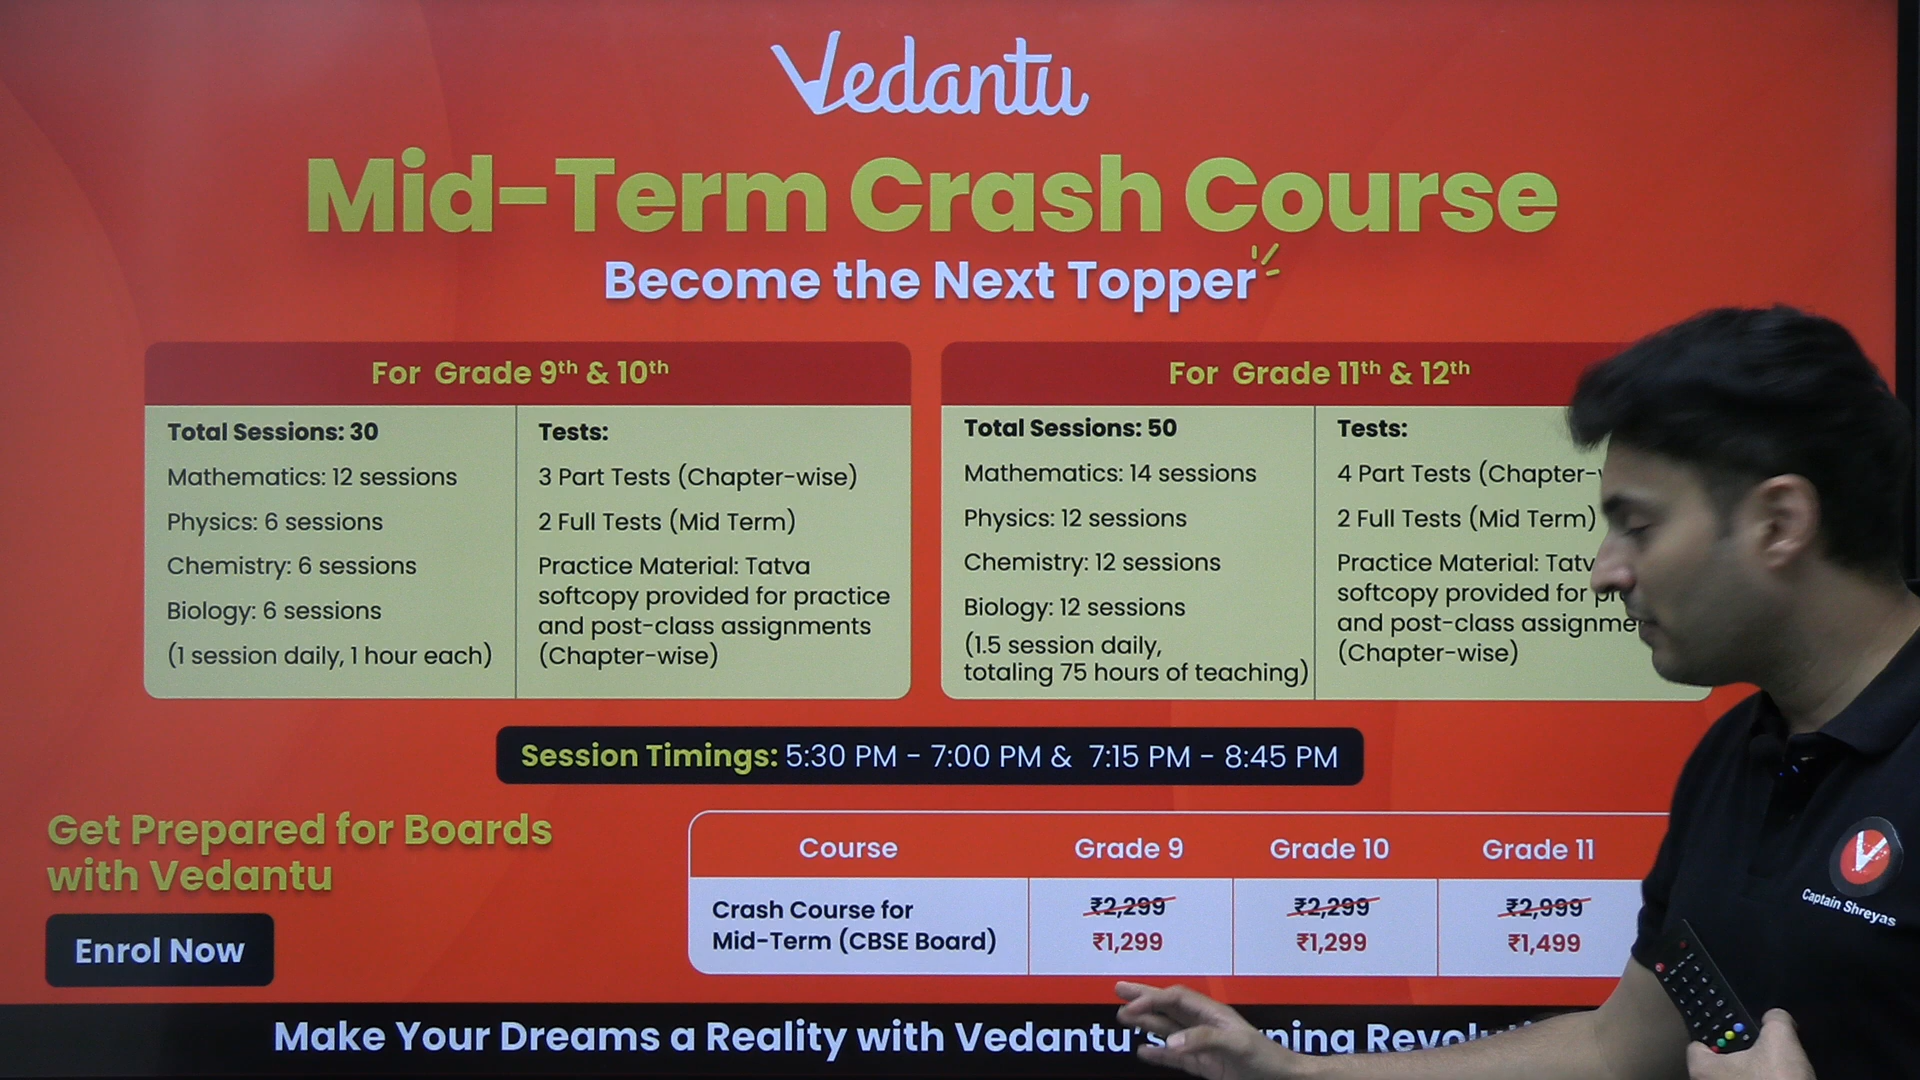 Vedantu
Mid-Term Crash Course
Become the Next Topper
For Grade 9th & 10th
Total Sessions: 30
Mathematics: 12 sessions
Physics: 6 sessions
Chemistry: 6 sessions
Biology: 6 sessions
(1 session daily, 1 hour each)
Tests:
3 Part Tests (Chapter-wise)
2 Full Tests (Mid Term)
Practice Material: Tatva
softcopy provided for practice
and post-class assignments
(Chapter-wise)
For Grade 11th & 12th
Total Sessions: 50
Mathematics: 14 sessions
Physics: 12 sessions
Chemistry: 12 sessions
Biology: 12 sessions
(1.5 session daily,
totaling 75 hours of teaching)
Tests:
4 Part Tests (Chapter-
2 Full Tests (Mid Term)
Practice Material:
softcopy provided for
and post-class
(Chapter-wise)
Session Timings: 5:30 PM - 7:00 PM & 7:15 PM - 8:45 PM
Get Prepared for Boards
with Vedantu
Enrol Now
Course Grade 9 Grade 10 Grade 11
Crash Course for
Mid-Term (CBSE Board)
₹2,299 ₹2,299 ₹2,999
₹1,299 ₹1,299 ₹1,499
Make Your Dreams a Reality with Vedantu's
V
Captain Shreyas